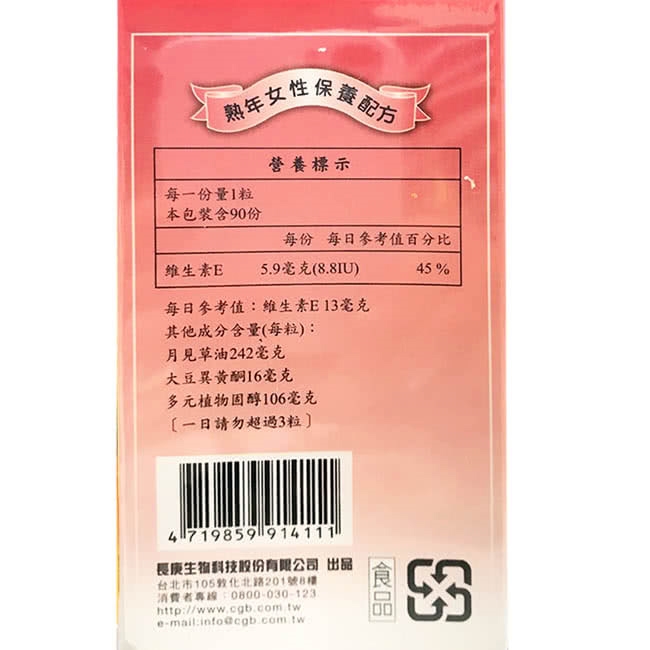 熟年女性保養配方
營養標示
每一份量1粒
本包裝含90份
每份 每日參考值百分比
維生素E 5.9毫克(8.8IU) 45 %
每日參考值：維生素E 13毫克
其他成分含量(每粒)：
月見草油242毫克
大豆異黃酮16毫克
多元植物固醇106毫克
〔一日請勿超過3粒〕
4 719859 914111
長庚生物科技股份有限公司 出品
台北市105敦化北路201號8樓
消費者專線：0800-030-123
http://www.cgb.com.tw
e-mail:info@cgb.com.tw
食品